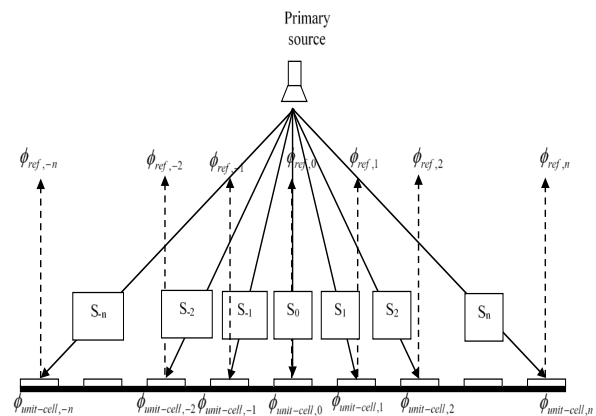 Primary
source
ϕref,-n ϕref,-2 ϕref,-1 ϕref,0 ϕref,1 ϕref,2 ϕref,n
S-n S-2 S-1 S0 S1 S2 Sn
ϕunit-cell,-n ϕunit-cell,-2 ϕunit-cell,-1 ϕunit-cell,0 ϕunit-cell,1 ϕunit-cell,2 ϕunit-cell,n